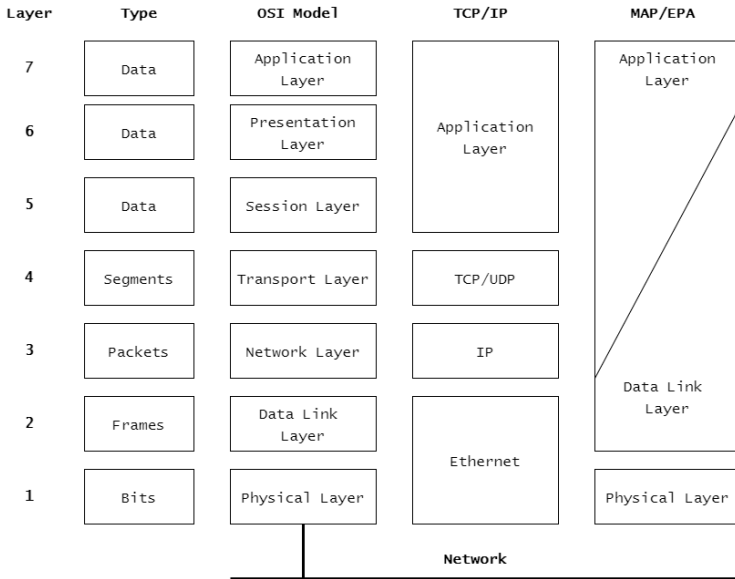 Layer Type OSI Model TCP/IP MAP/EPA
7 Data Application Layer Application Layer
6 Data Presentation Layer Application Layer
5 Data Session Layer
4 Segments Transport Layer TCP/UDP
3 Packets Network Layer IP
2 Frames Data Link Layer Data Link Layer
1 Bits Physical Layer Ethernet Physical Layer
Network